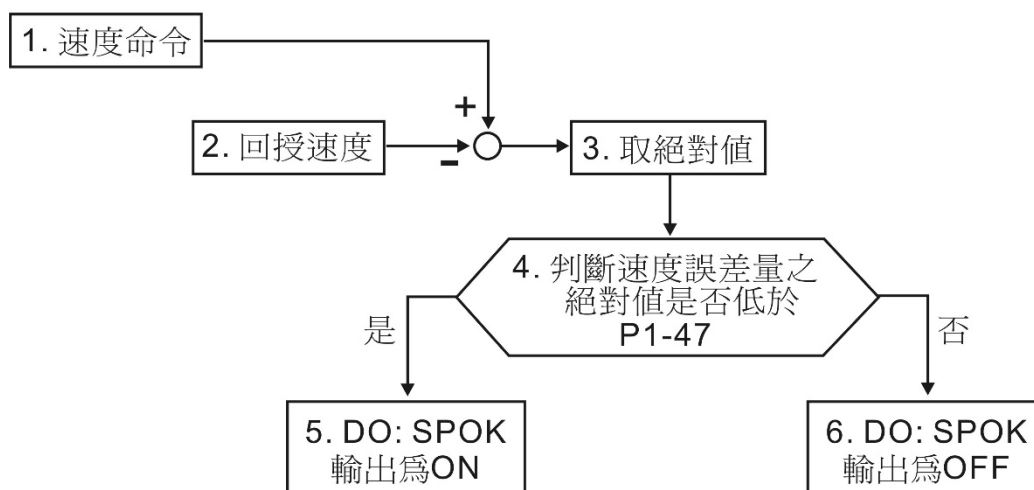 1. 速度命令
+
2. 回授速度
-
3. 取絕對值
4. 判斷速度誤差量之
絕對值是否低於
P1-47
是
否
5. DO: SPOK
輸出爲ON
6. DO: SPOK
輸出爲OFF